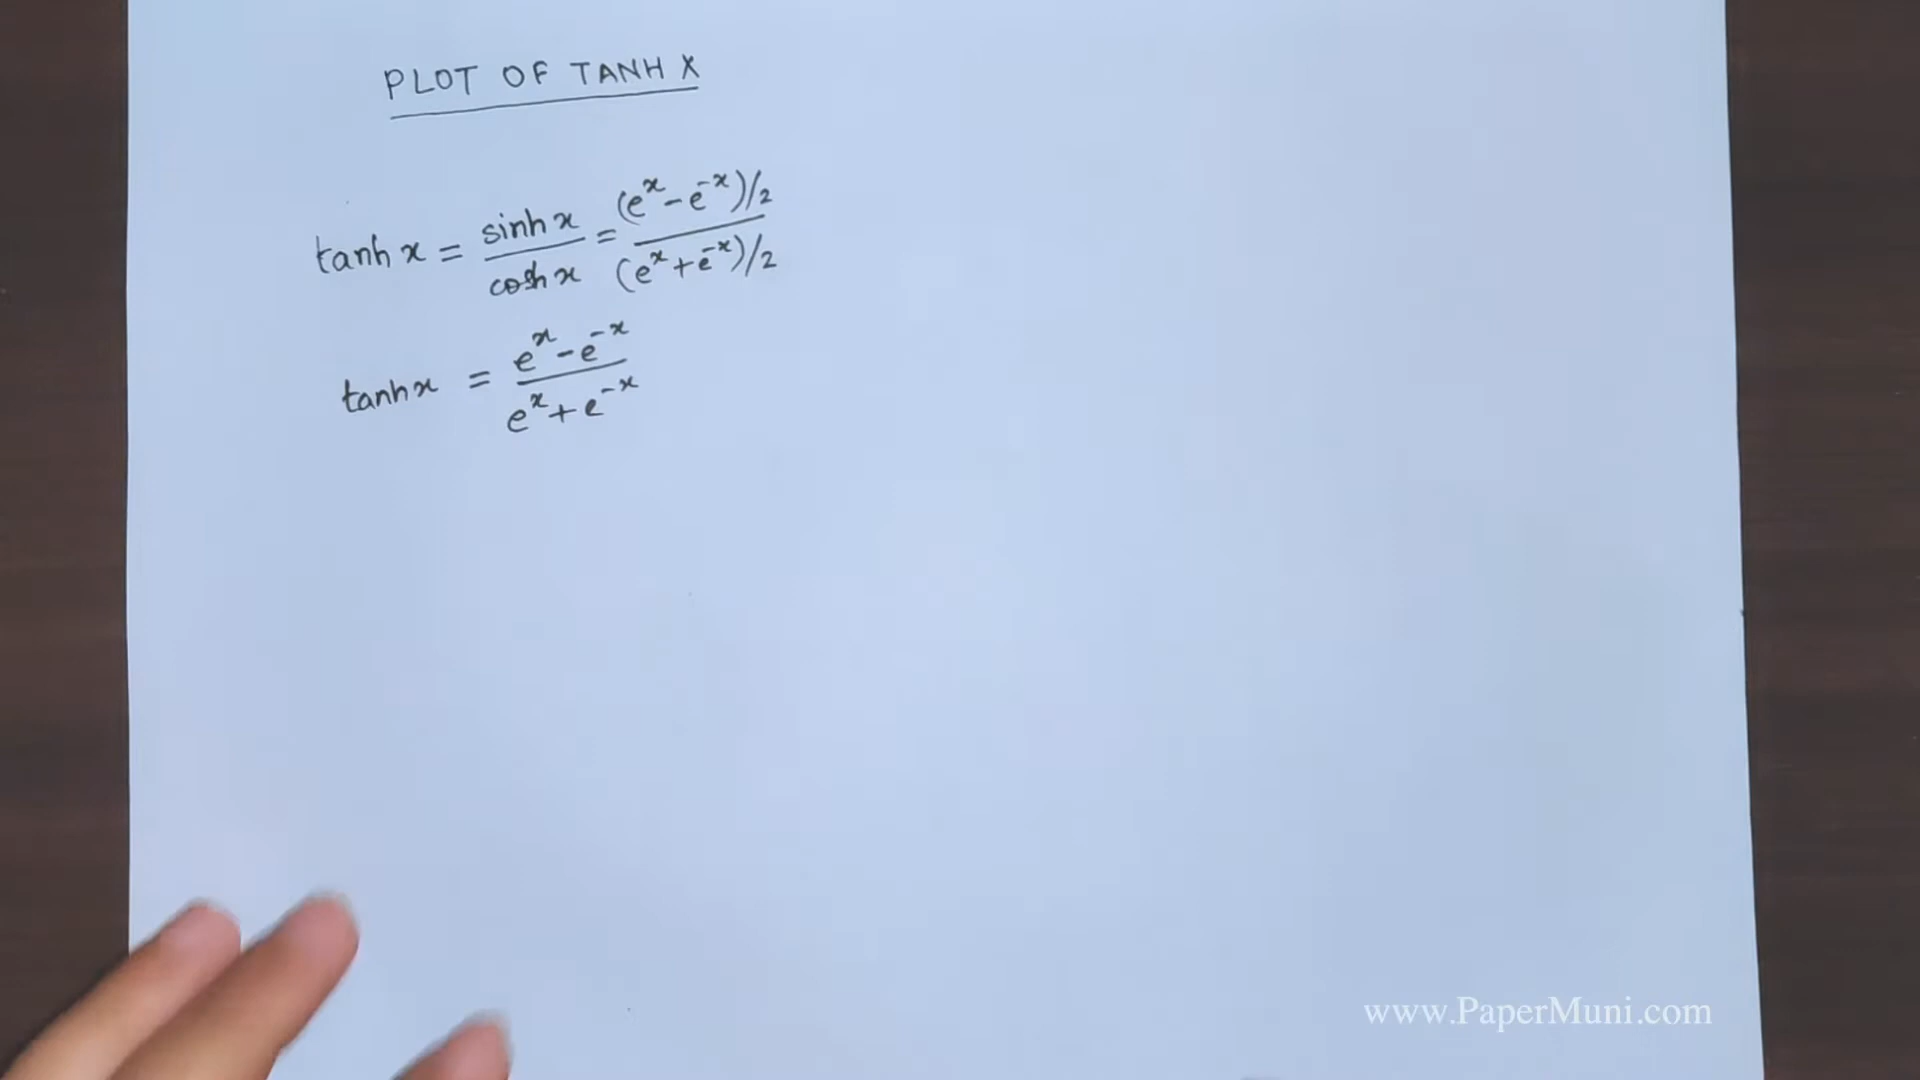 PLOT OF TANH X
tanh x = sinh x / cosh x = (e^x - e^-x)/2 / (e^x + e^-x)/2
tanh x = e^x - e^-x / e^x + e^-x
www.PaperMuni.com